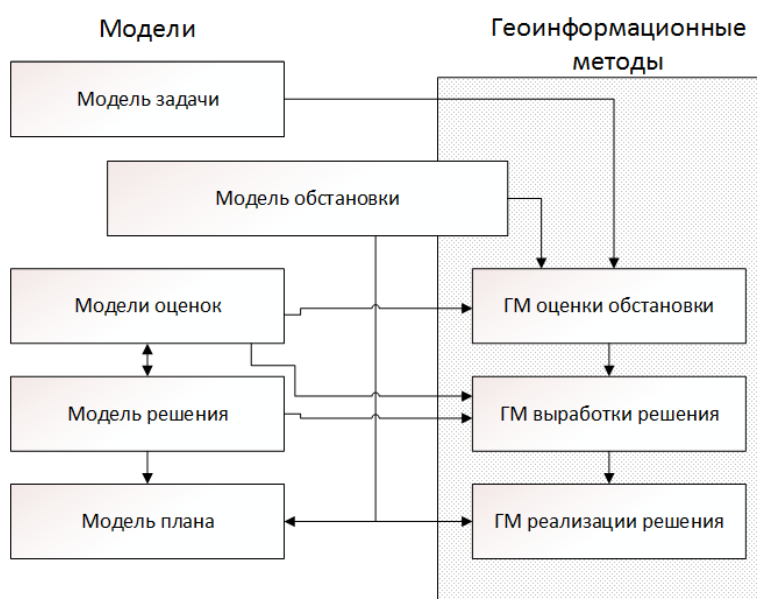 Модели
Геоинформационные
методы
Модель задачи
Модель обстановки
Модели оценок
ГМ оценки обстановки
Модель решения
ГМ выработки решения
Модель плана
ГМ реализации решения